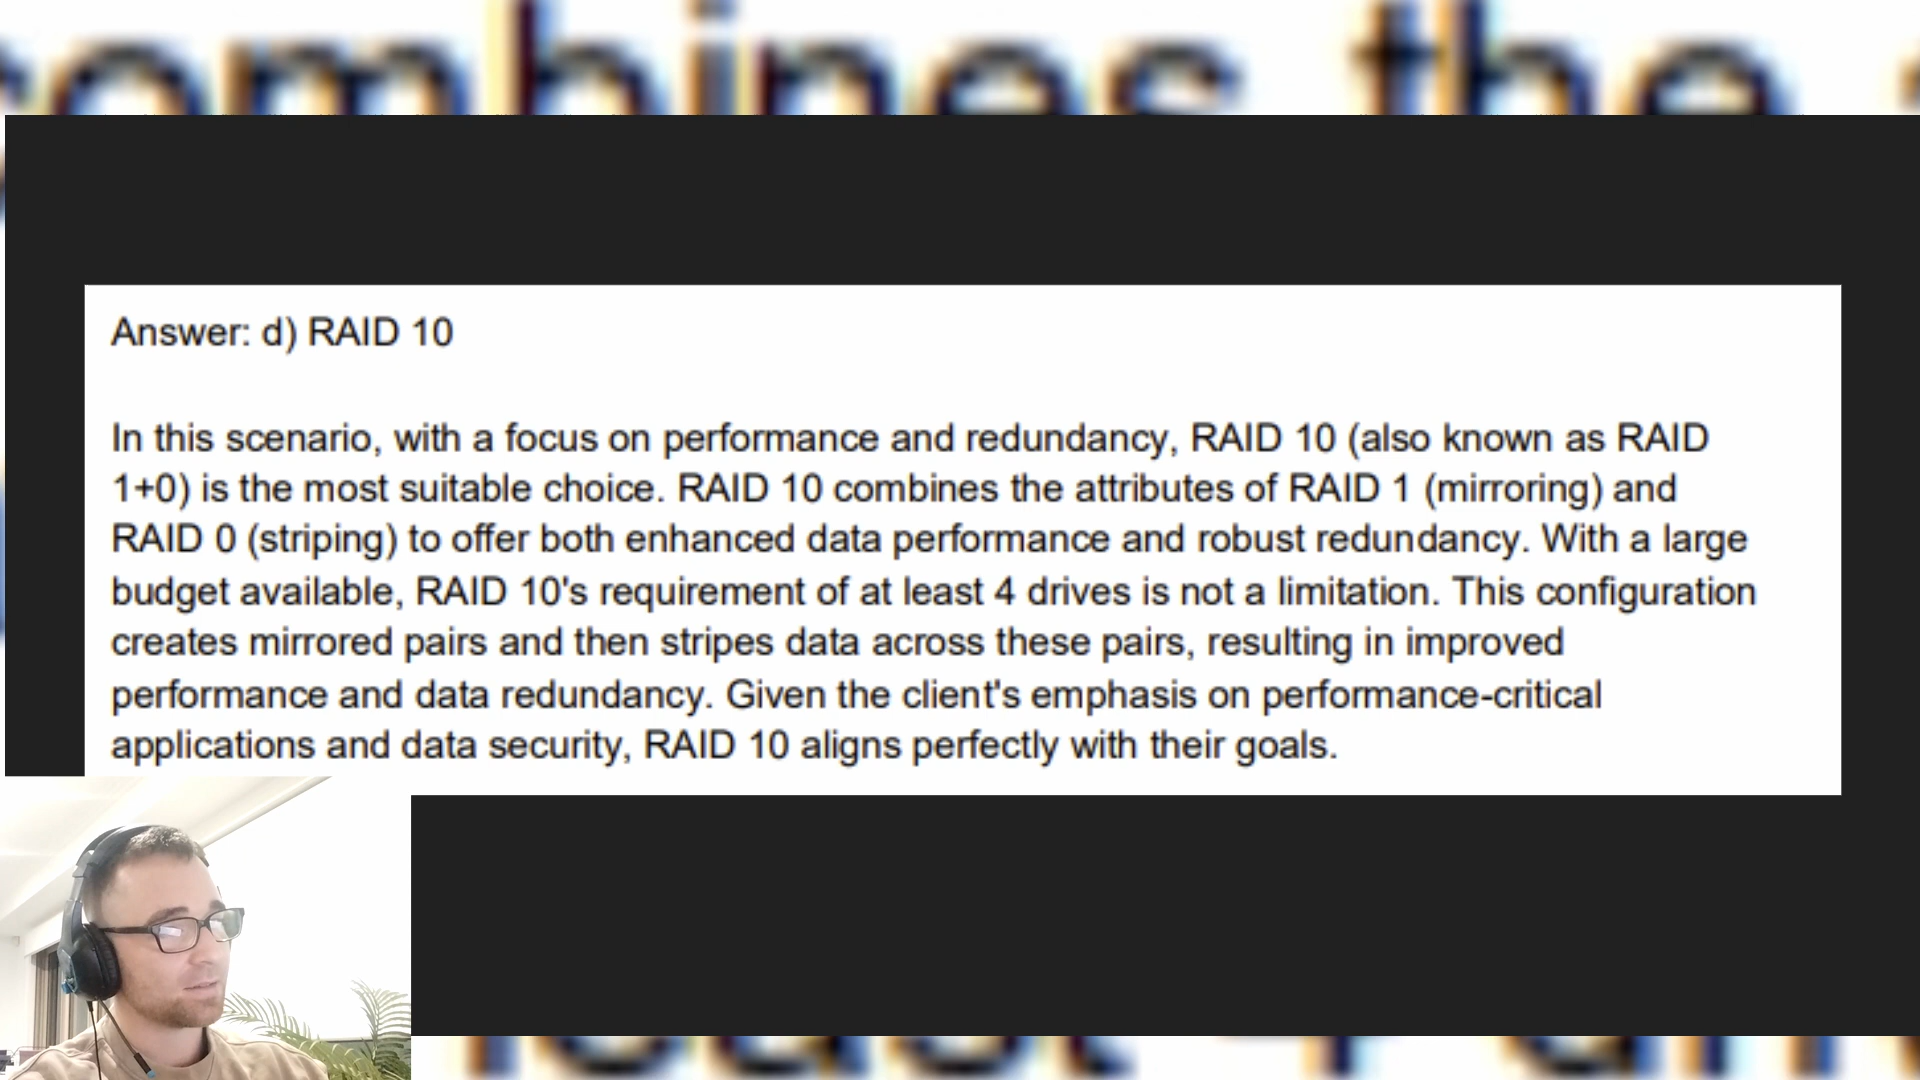 combines the
Answer: d) RAID 10
In this scenario, with a focus on performance and redundancy, RAID 10 (also known as RAID
1+0) is the most suitable choice. RAID 10 combines the attributes of RAID 1 (mirroring) and
RAID 0 (striping) to offer both enhanced data performance and robust redundancy. With a large
budget available, RAID 10's requirement of at least 4 drives is not a limitation. This configuration
creates mirrored pairs and then stripes data across these pairs, resulting in improved
performance and data redundancy. Given the client's emphasis on performance-critical
applications and data security, RAID 10 aligns perfectly with their goals.